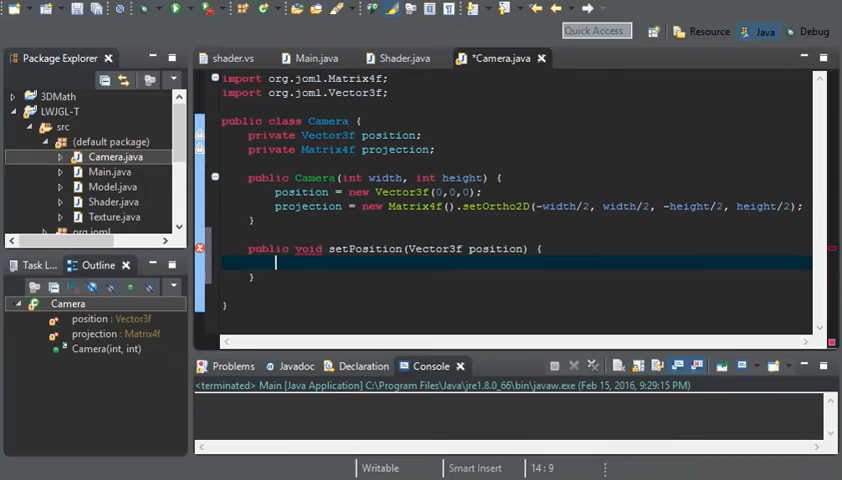 Quick Access
Resource
Java
Debug
Package Explorer
shader.vs
Main.java
Shader.java
*Camera.java
3DMath
LWJGL-T
src
(default package)
Camera.java
Main.java
Model.java
Shader.java
Texture.java
import org.joml.Matrix4f;
import org.joml.Vector3f;
public class Camera {
private Vector3f position;
private Matrix4f projection;
public Camera(int width, int height) {
position = new Vector3f(0,0,0);
projection = new Matrix4f().setOrtho2D(-width/2, width/2, -height/2, height/2);
}
public void setPosition(Vector3f position) {
}
}
Task L...
Outline
Camera
position : Vector3f
projection : Matrix4f
Camera(int, int)
Problems
Javadoc
Declaration
Console
<terminated> Main [Java Application] C:\Program Files\Java\jre1.8.0_66\bin\javaw.exe (Feb 15, 2016, 9:29:15 PM)
Writable
Smart Insert
14 : 9